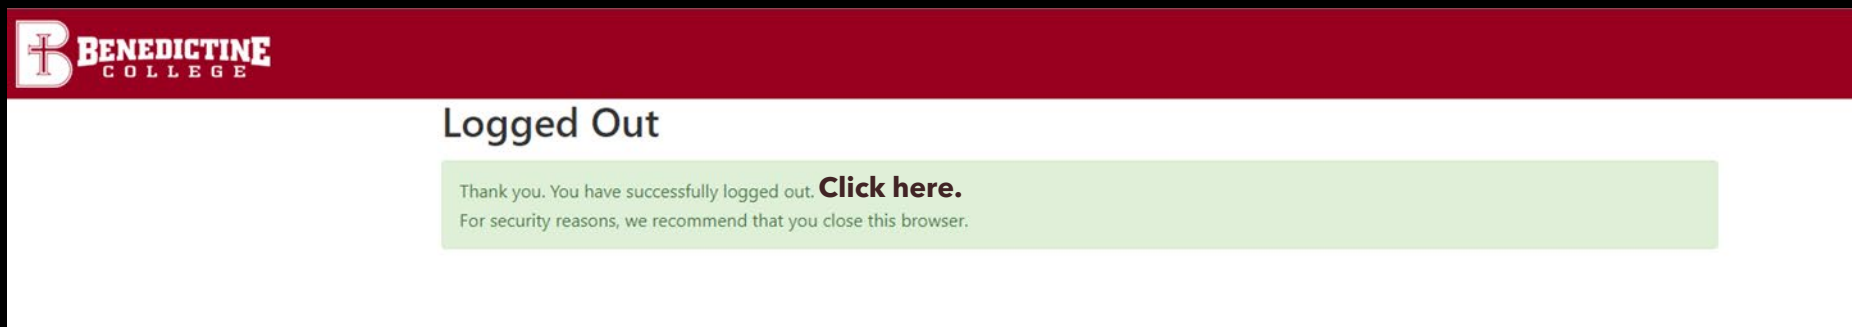 BENEDICTINE
COLLEGE
Logged Out
Thank you. You have successfully logged out. Click here.
For security reasons, we recommend that you close this browser.